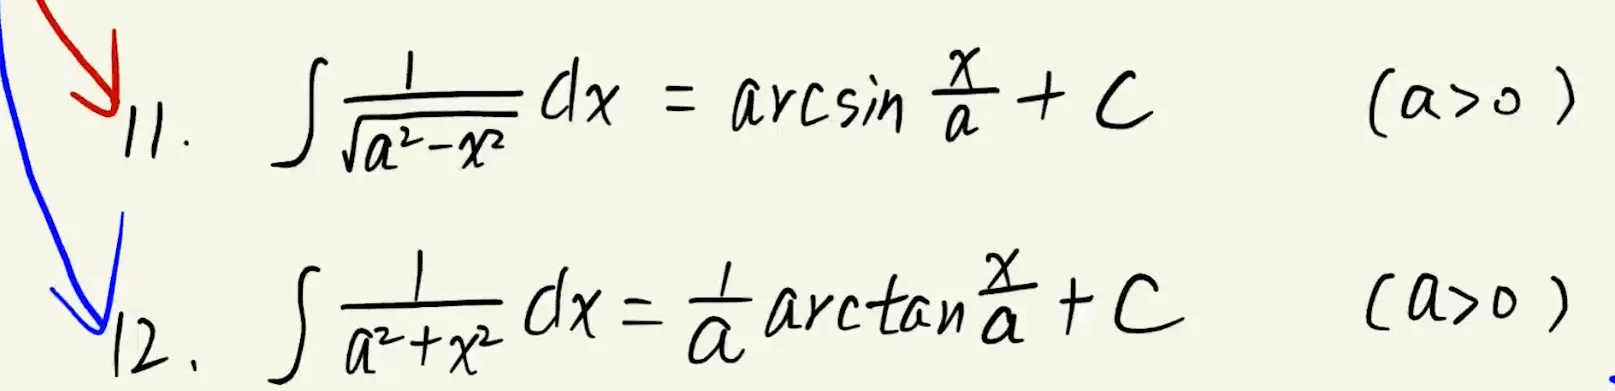 11. ∫ 1/√(a²-x²) dx = arcsin x/a + C (a>0)
12. ∫ 1/(a²+x²) dx = 1/a arctan x/a + C (a>0)